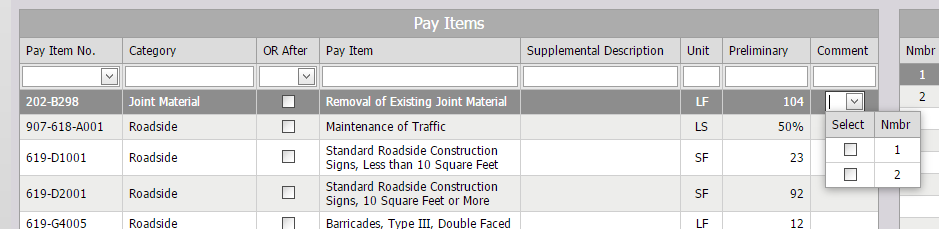 Pay Items
Pay Item No. Category OR After Pay Item Supplemental Description Unit Preliminary Comment Nmbr
202-B298 Joint Material Removal of Existing Joint Material LF 104 1
2
Select Nmbr
1
2
907-618-A001 Roadside Maintenance of Traffic LS 50%
619-D1001 Roadside Standard Roadside Construction
Signs, Less than 10 Square Feet SF 23
619-D2001 Roadside Standard Roadside Construction
Signs, 10 Square Feet or More SF 92
619-G4005 Roadside Barricades, Type III, Double Faced LF 12